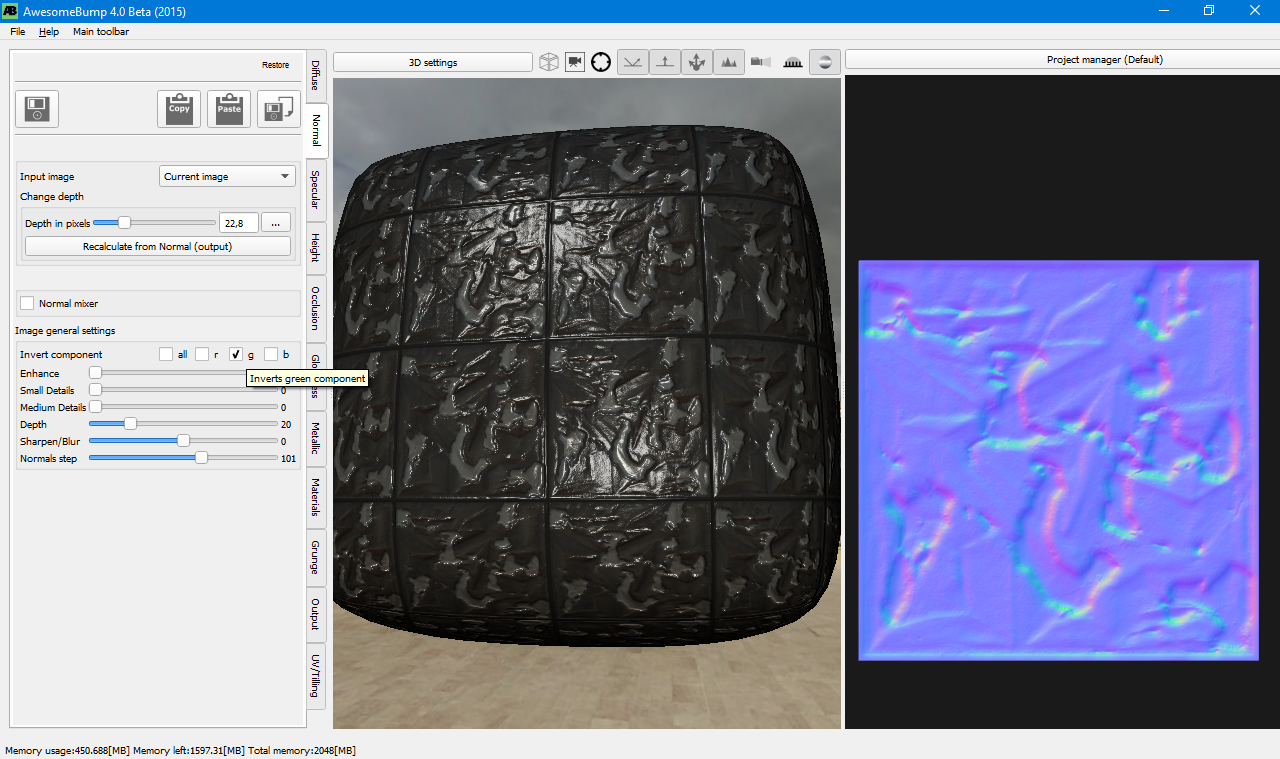 AB AwesomeBump 4.0 Beta (2015)
File Help Main toolbar
Restore
Copy
Paste
Input image
Current image
Change depth
Depth in pixels
22,8
...
Recalculate from Normal (output)
Normal mixer
Image general settings
Invert component
all
r
g
b
Enhance
Inverts green component
Small Details
0
Medium Details
0
Depth
20
Sharpen/Blur
0
Normals step
101
Diffuse
Normal
Specular
Height
Occlusion
Metallic
Materials
Grunge
Output
UV/Tilling
3D settings
Project manager (Default)
Memory usage:450.688[MB] Memory left:1597.31[MB] Total memory:2048[MB]